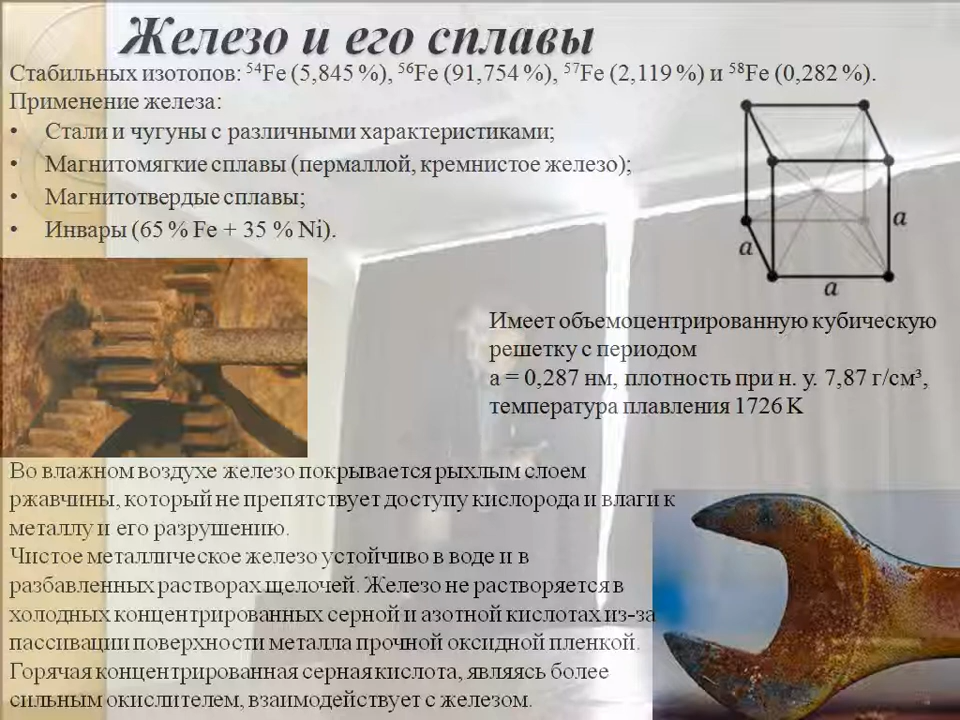 Железо и его сплавы
Стабильных изотопов: ⁵⁴Fe (5,845 %), ⁵⁶Fe (91,754 %), ⁵⁷Fe (2,119 %) и ⁵⁸Fe (0,282 %).
Применение железа:
• Стали и чугуны с различными характеристиками;
• Магнитомягкие сплавы (пермаллой, кремнистое железо);
• Магнитотвердые сплавы;
• Инвары (65 % Fe + 35 % Ni).
a
a
a
Имеет объемоцентрированную кубическую
решетку с периодом
а = 0,287 нм, плотность при н. у. 7,87 г/см³,
температура плавления 1726 К
Во влажном воздухе железо покрывается рыхлым слоем
ржавчины, который не препятствует доступу кислорода и влаги к
металлу и его разрушению.
Чистое металлическое железо устойчиво в воде и в
разбавленных растворах щелочей. Железо не растворяется в
холодных концентрированных серной и азотной кислотах из-за
пассивации поверхности металла прочной оксидной пленкой.
Горячая концентрированная серная кислота, являясь более
сильным окислителем, взаимодействует с железом.